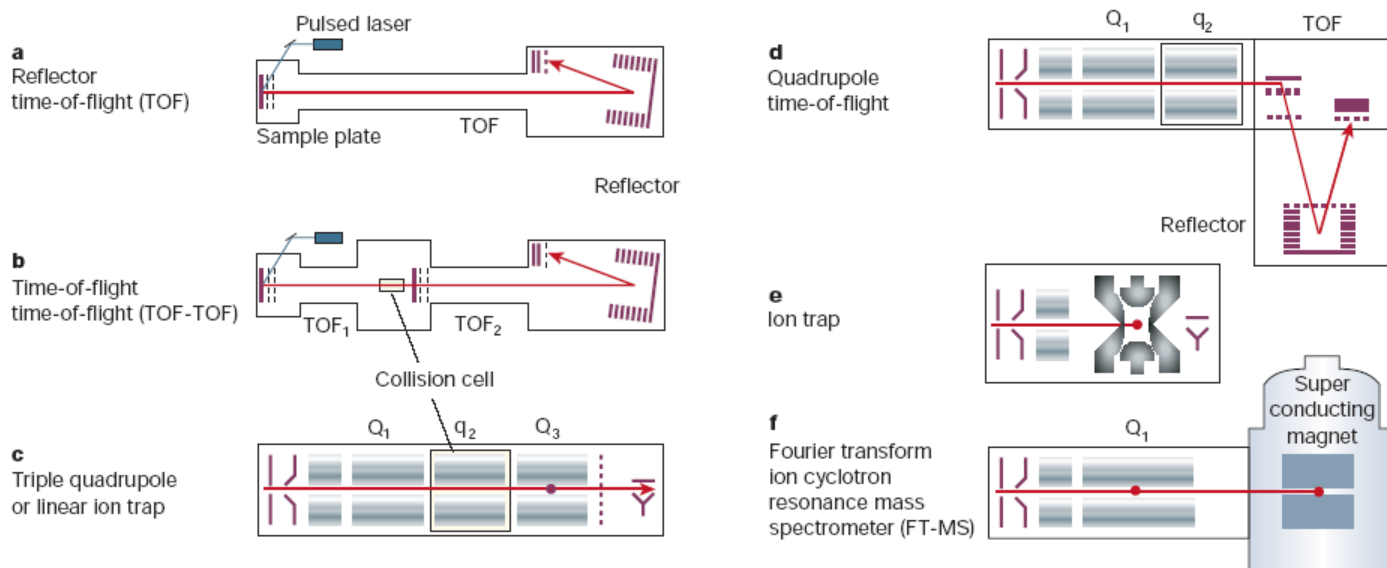 Pulsed laser
a
Reflector
time-of-flight (TOF)
TOF
Sample plate
Reflector
b
Time-of-flight
time-of-flight (TOF-TOF)
TOF1
TOF2
Collision cell
Q1
q2
Q3
c
Triple quadrupole
or linear ion trap
Q1
q2
TOF
d
Quadrupole
time-of-flight
Reflector
e
Ion trap
Super
conducting
magnet
f
Fourier transform
ion cyclotron
resonance mass
spectrometer (FT-MS)
Q1